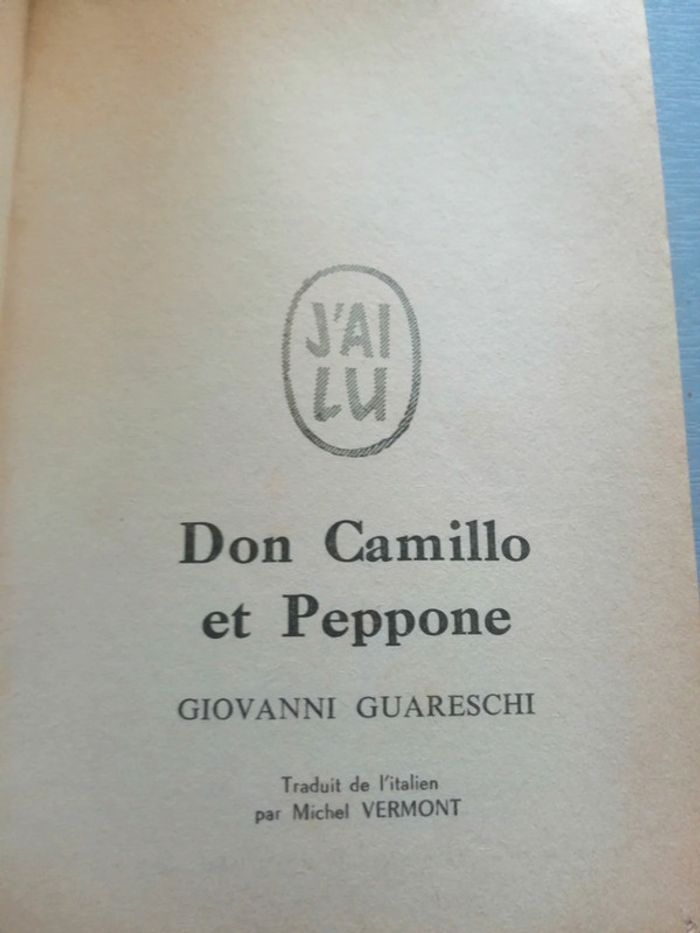 J'AI
LU
Don Camillo
et Peppone
GIOVANNI GUARESCHI
Traduit de l'italien
par Michel VERMONT